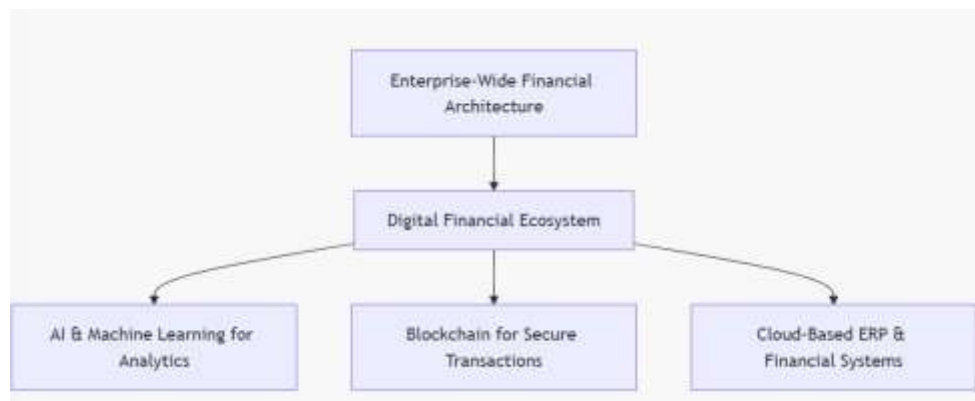 Enterprise-Wide Financial
Architecture
Digital Financial Ecosystem
AI & Machine Learning for
Analytics
Blockchain for Secure
Transactions
Cloud-Based ERP &
Financial Systems